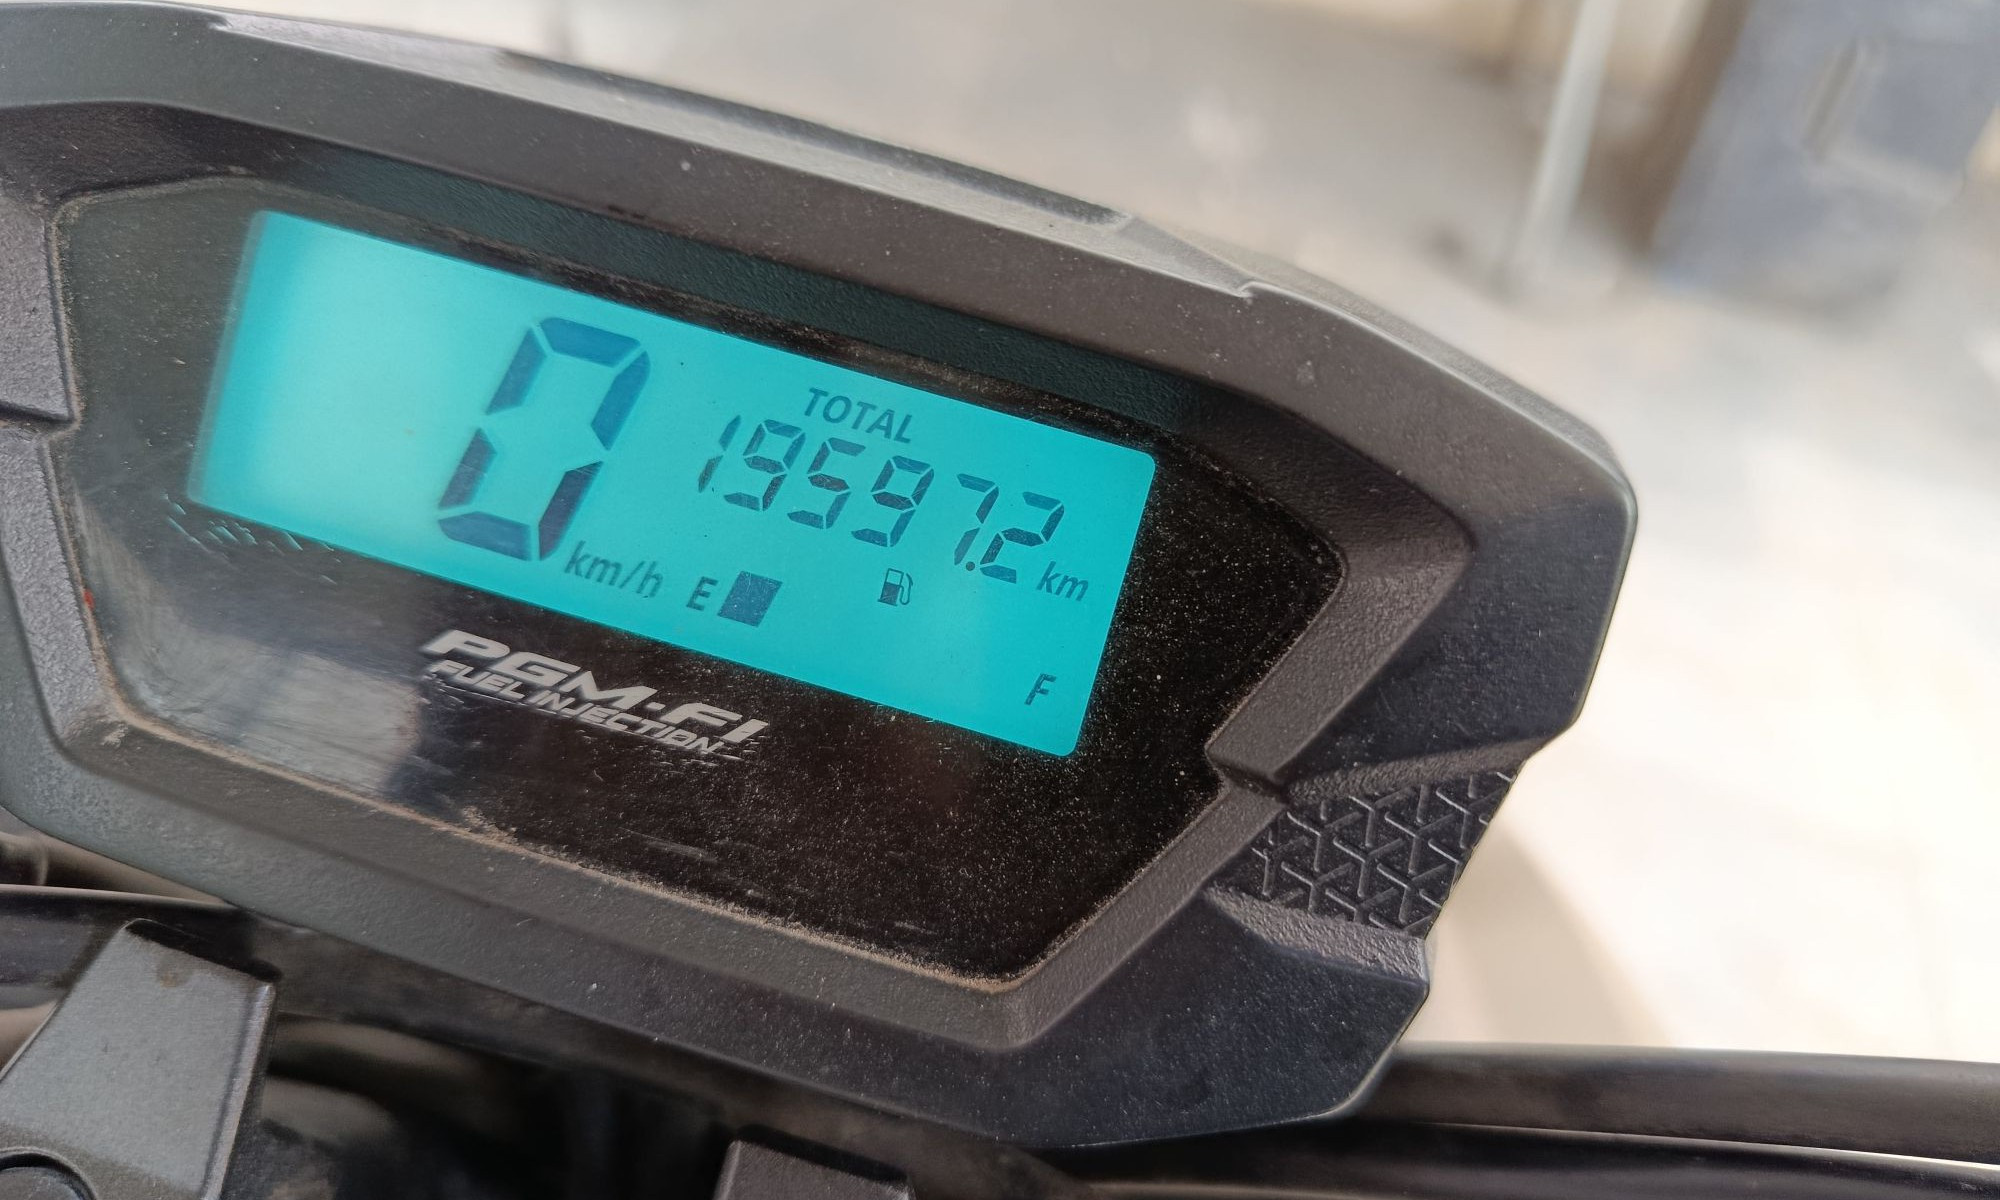 TOTAL
0 km/h 19597.2 km
E F
PGM-FI
FUEL INJECTION